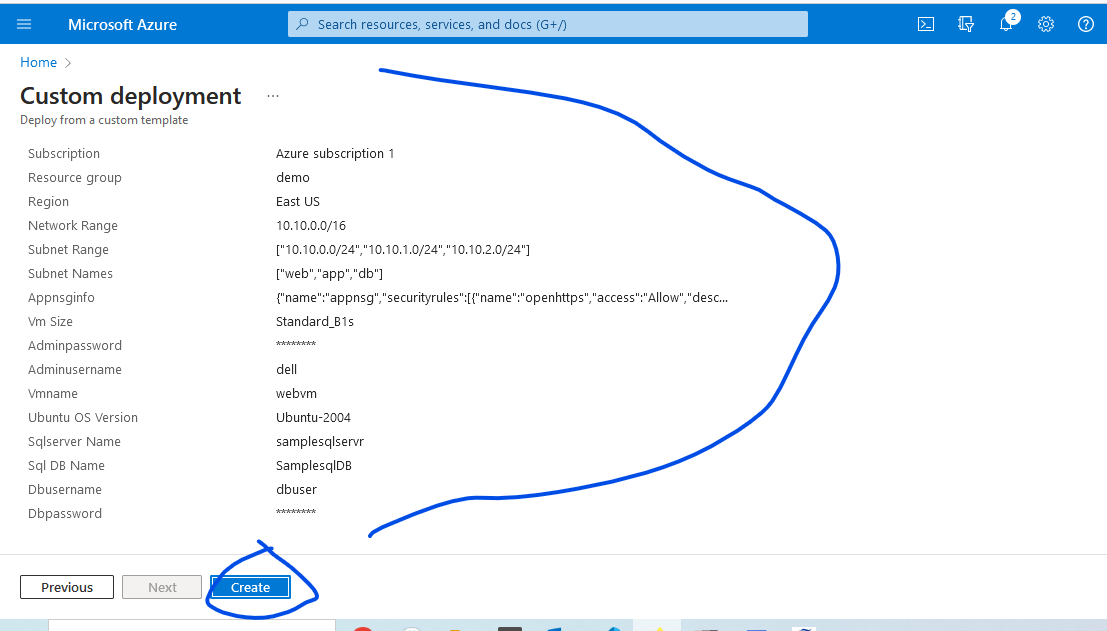 Microsoft Azure
Search resources, services, and docs (G+/)
2
Home
Custom deployment ...
Deploy from a custom template
Subscription Azure subscription 1
Resource group demo
Region East US
Network Range 10.10.0.0/16
Subnet Range ["10.10.0.0/24","10.10.1.0/24","10.10.2.0/24"]
Subnet Names ["web","app","db"]
Appnsginfo {"name":"appnsg","securityrules":[{"name":"openhttps","access":"Allow","desc...
Vm Size Standard_B1s
Adminpassword ********
Adminusername dell
Vmname webvm
Ubuntu OS Version Ubuntu-2004
Sqlserver Name samplesqlservr
Sql DB Name SamplesqlDB
Dbusername dbuser
Dbpassword ********
Previous Next Create